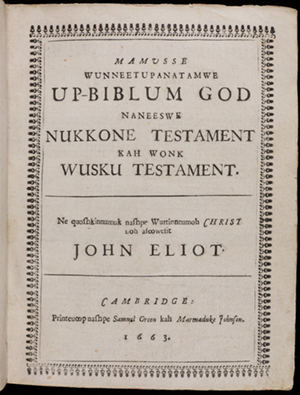 MAMVSSE
WUNNEETUPANATAMWE
UP-BIBLUM GOD
NANEESWE
NUKKONE TESTAMENT
KAH WONK
WUSKU TESTAMENT.
Ne quoshkinnumuk nashpe Wuttinneumoh CHRIST
noh asoowesit
JOHN ELIOT.
CAMBRIDGE:
Printeuoop nashpe Samuel Green kah Marmaduke Johnson.
1663.